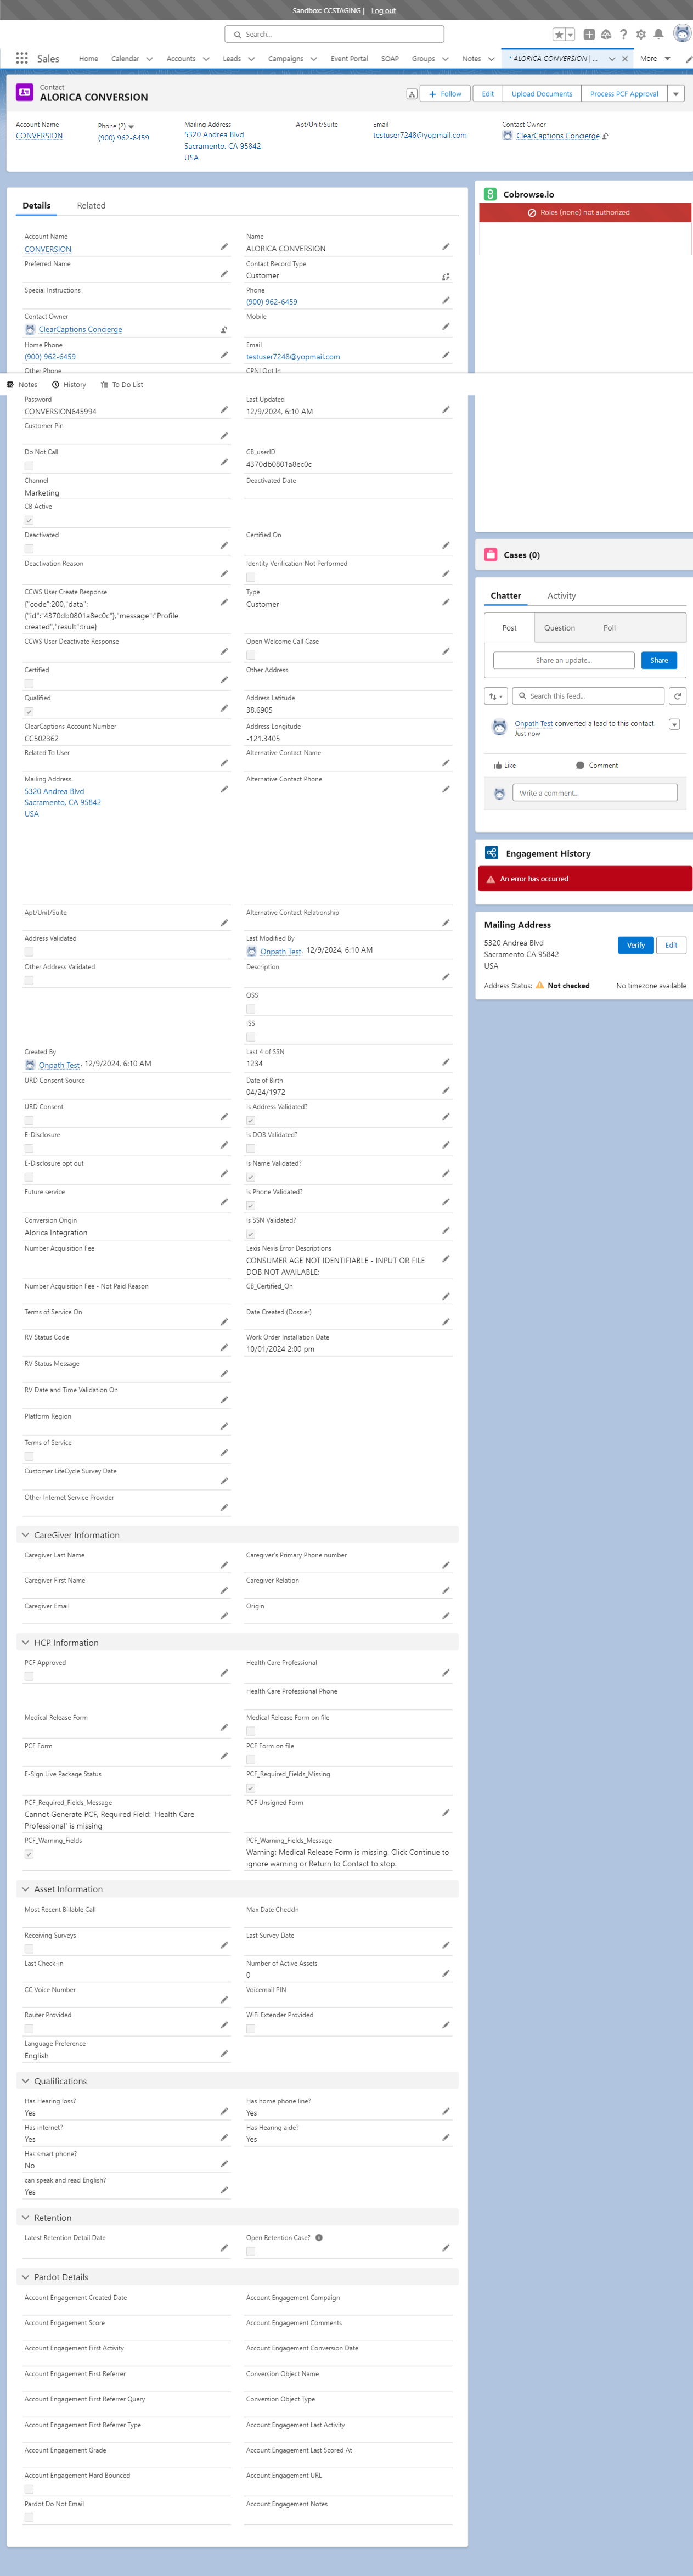 Sandbox: CCSTAGING | Log out
Search...
Sales
Home Calendar Accounts Leads Campaigns Event Portal SOAP Groups Notes * ALORICA CONVERSION | ... More
Contact
ALORICA CONVERSION
Follow Edit Upload Documents Process PCF Approval
Account Name Phone (2) Mailing Address Apt/Unit/Suite Email Contact Owner
CONVERSION (900) 962-6459 5320 Andrea Blvd testuser7248@yopmail.com ClearCaptions Concierge
Sacramento, CA 95842
USA
Details Related
Account Name Name
CONVERSION ALORICA CONVERSION
Preferred Name Contact Record Type
Customer
Special Instructions Phone
(900) 962-6459
Contact Owner Mobile
ClearCaptions Concierge
Home Phone Email
(900) 962-6459 testuser7248@yopmail.com
Other Phone CPNI Opt In
Notes History To Do List
Password Last Updated
CONVERSION645994 12/9/2024, 6:10 AM
Customer Pin
Do Not Call CB_userID
4370db0801a8ec0c
Channel Deactivated Date
Marketing
CB Active
Deactivated Certified On
Deactivation Reason Identity Verification Not Performed
CCWS User Create Response Type
{"code":200,"data": Customer
{"id":"4370db0801a8ec0c"},"message":"Profile
created","result":true}
CCWS User Deactivate Response Open Welcome Call Case
Certified Other Address
Qualified Address Latitude
38.6905
ClearCaptions Account Number Address Longitude
CC502362 -121.3405
Related To User Alternative Contact Name
Mailing Address Alternative Contact Phone
5320 Andrea Blvd
Sacramento, CA 95842
USA
Apt/Unit/Suite Alternative Contact Relationship
Address Validated Last Modified By
Onpath Test, 12/9/2024, 6:10 AM
Other Address Validated Description
OSS
ISS
Created By Last 4 of SSN
Onpath Test, 12/9/2024, 6:10 AM 1234
URD Consent Source Date of Birth
04/24/1972
URD Consent Is Address Validated?
E-Disclosure Is DOB Validated?
E-Disclosure opt out Is Name Validated?
Future service Is Phone Validated?
Conversion Origin Is SSN Validated?
Alorica Integration
Number Acquisition Fee Lexis Nexis Error Descriptions
CONSUMER AGE NOT IDENTIFIABLE - INPUT OR FILE
DOB NOT AVAILABLE;
Number Acquisition Fee - Not Paid Reason CB_Certified_On
Terms of Service On Date Created (Dossier)
RV Status Code Work Order Installation Date
10/01/2024 2:00 pm
RV Status Message
RV Date and Time Validation On
Platform Region
Terms of Service
Customer LifeCycle Survey Date
Other Internet Service Provider
CareGiver Information
Caregiver Last Name Caregiver's Primary Phone number
Caregiver First Name Caregiver Relation
Caregiver Email Origin
HCP Information
PCF Approved Health Care Professional
Health Care Professional Phone
Medical Release Form Medical Release Form on file
PCF Form PCF Form on file
E-Sign Live Package Status PCF_Required_Fields_Missing
PCF_Required_Fields_Message PCF Unsigned Form
Cannot Generate PCF, Required Field: 'Health Care
Professional' is missing
PCF_Warning_Fields PCF_Warning_Fields_Message
Warning: Medical Release Form is missing. Click Continue to
ignore warning or Return to Contact to stop.
Asset Information
Most Recent Billable Call Max Date CheckIn
Receiving Surveys Last Survey Date
Last Check-in Number of Active Assets
0
CC Voice Number Voicemail PIN
Router Provided WiFi Extender Provided
Language Preference
English
Qualifications
Has Hearing loss? Has home phone line?
Yes Yes
Has internet? Has Hearing aide?
Yes Yes
Has smart phone?
No
can speak and read English?
Yes
Retention
Latest Retention Detail Date Open Retention Case?
Pardot Details
Account Engagement Created Date Account Engagement Campaign
Account Engagement Score Account Engagement Comments
Account Engagement First Activity Account Engagement Conversion Date
Account Engagement First Referrer Conversion Object Name
Account Engagement First Referrer Query Conversion Object Type
Account Engagement First Referrer Type Account Engagement Last Activity
Account Engagement Grade Account Engagement Last Scored At
Account Engagement Hard Bounced Account Engagement URL
Pardot Do Not Email Account Engagement Notes
Cobrowse.io
Roles (none) not authorized
Cases (0)
Chatter Activity
Post Question Poll
Share an update... Share
Search this feed...
Onpath Test converted a lead to this contact.
Just now
Like Comment
Write a comment...
Engagement History
An error has occurred
Mailing Address
5320 Andrea Blvd Verify Edit
Sacramento CA 95842
USA
Address Status: Not checked No timezone available